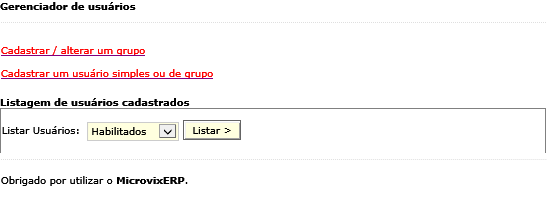 Gerenciador de usuários
Cadastrar / alterar um grupo
Cadastrar um usuário simples ou de grupo
Listagem de usuários cadastrados
Listar Usuários: Habilitados Listar >
Obrigado por utilizar o MicrovixERP.